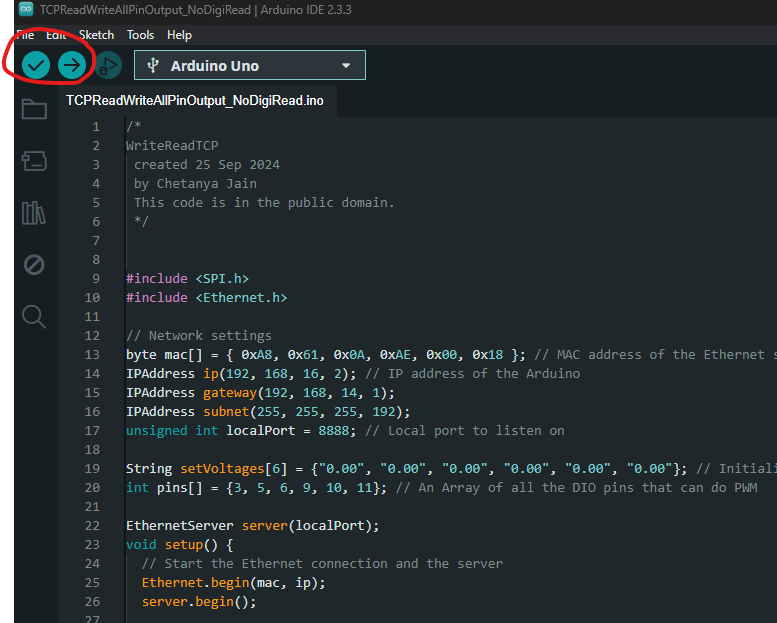 TCPReadWriteAllPinOutput_NoDigiRead | Arduino IDE 2.3.3
File Edit Sketch Tools Help
Arduino Uno
TCPReadWriteAllPinOutput_NoDigiRead.ino
1 /*
2 WriteReadTCP
3 created 25 Sep 2024
4 by Chetanya Jain
5 This code is in the public domain.
6 */
7
8
9 #include <SPI.h>
10 #include <Ethernet.h>
11
12 // Network settings
13 byte mac[] = { 0xA8, 0x61, 0x0A, 0xAE, 0x00, 0x18 }; // MAC address of the Ethernet s
14 IPAddress ip(192, 168, 16, 2); // IP address of the Arduino
15 IPAddress gateway(192, 168, 14, 1);
16 IPAddress subnet(255, 255, 255, 192);
17 unsigned int localPort = 8888; // Local port to listen on
18
19 String setVoltages[6] = {"0.00", "0.00", "0.00", "0.00", "0.00", "0.00"}; // Initiali
20 int pins[] = {3, 5, 6, 9, 10, 11}; // An Array of all the DIO pins that can do PWM
21
22 EthernetServer server(localPort);
23 void setup() {
24 // Start the Ethernet connection and the server
25 Ethernet.begin(mac, ip);
26 server.begin();
27